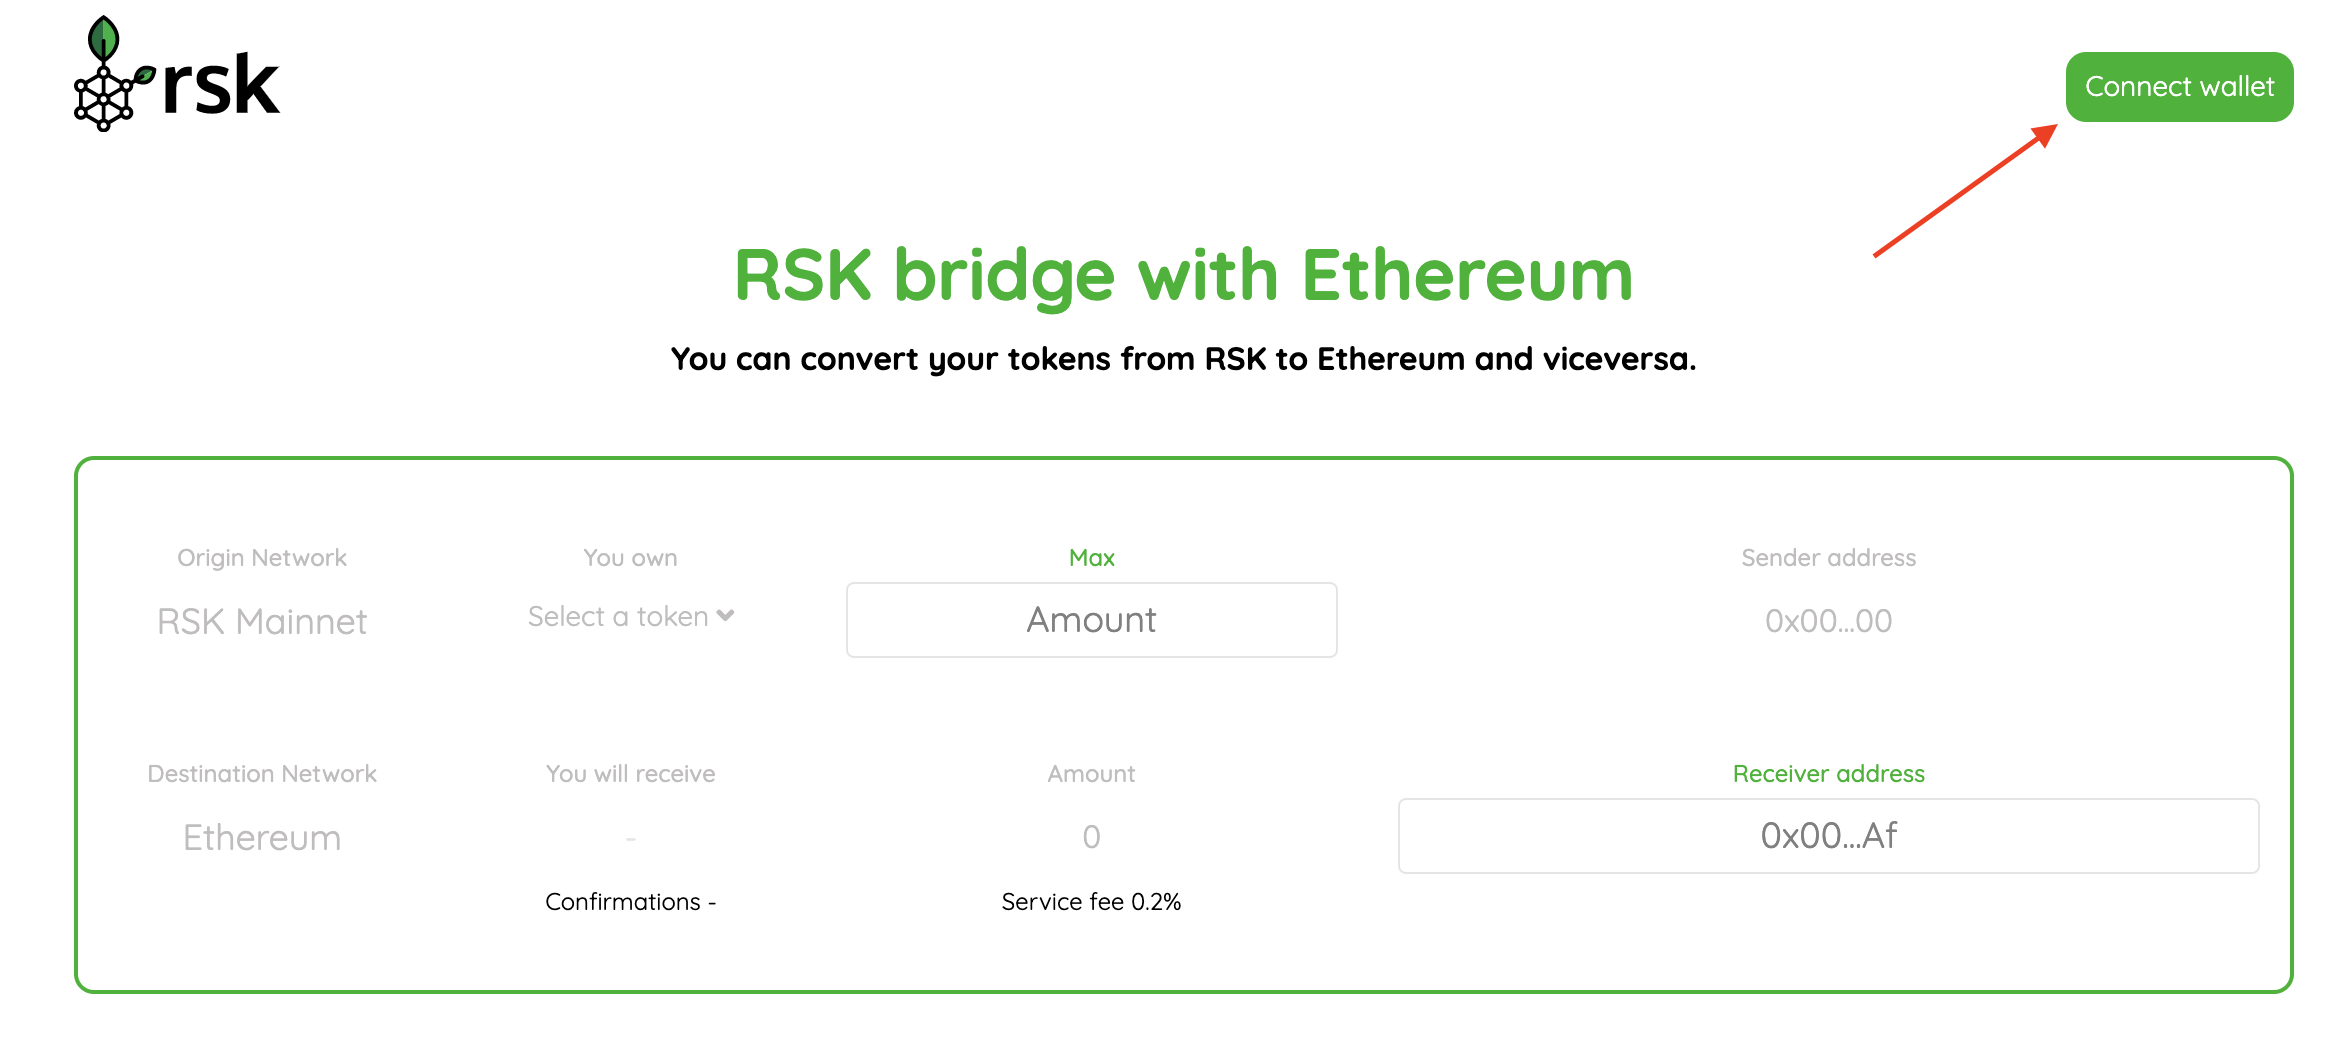 rsk
Connect wallet
RSK bridge with Ethereum
You can convert your tokens from RSK to Ethereum and viceversa.
Origin Network
You own
Max
Sender address
RSK Mainnet
Select a token
Amount
0x00...00
Destination Network
You will receive
Amount
Receiver address
Ethereum
-
0
0x00...Af
Confirmations -
Service fee 0.2%